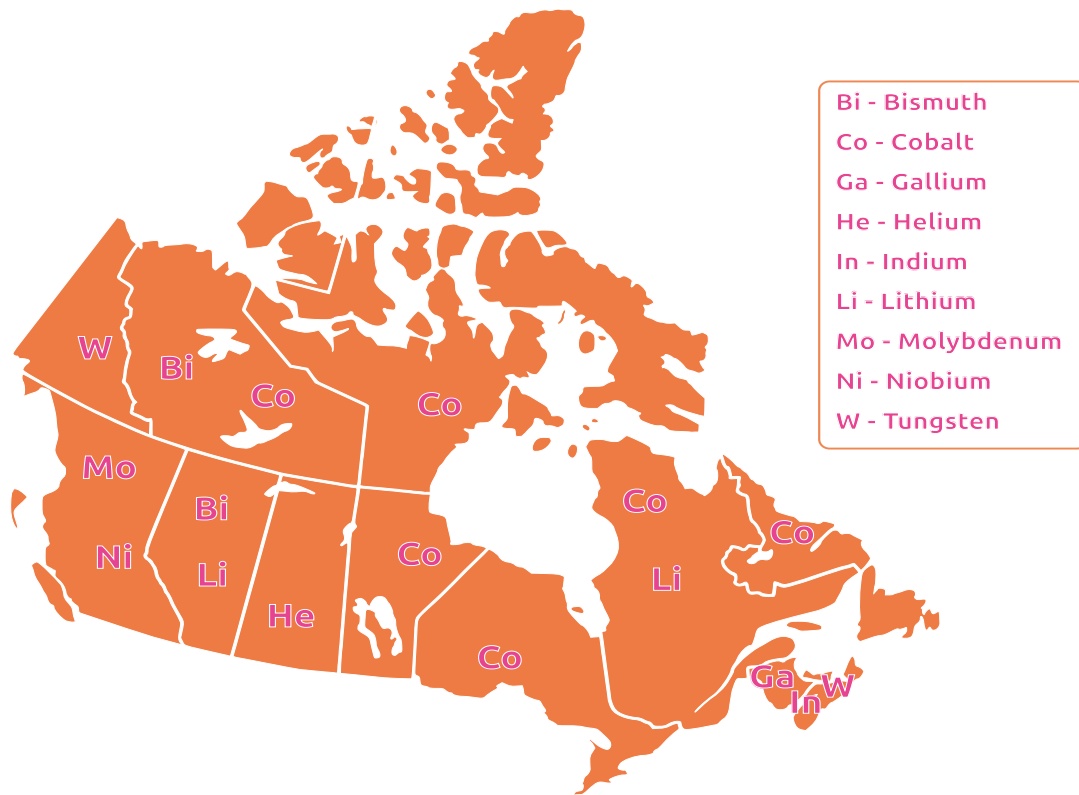 Bi - Bismuth
Co - Cobalt
Ga - Gallium
He - Helium
In - Indium
Li - Lithium
Mo - Molybdenum
Ni - Niobium
W - Tungsten
W
Bi
Co
Co
Mo
Bi
Co
Co
Ni
Co
Li
Li
He
Co
Ga
W
In